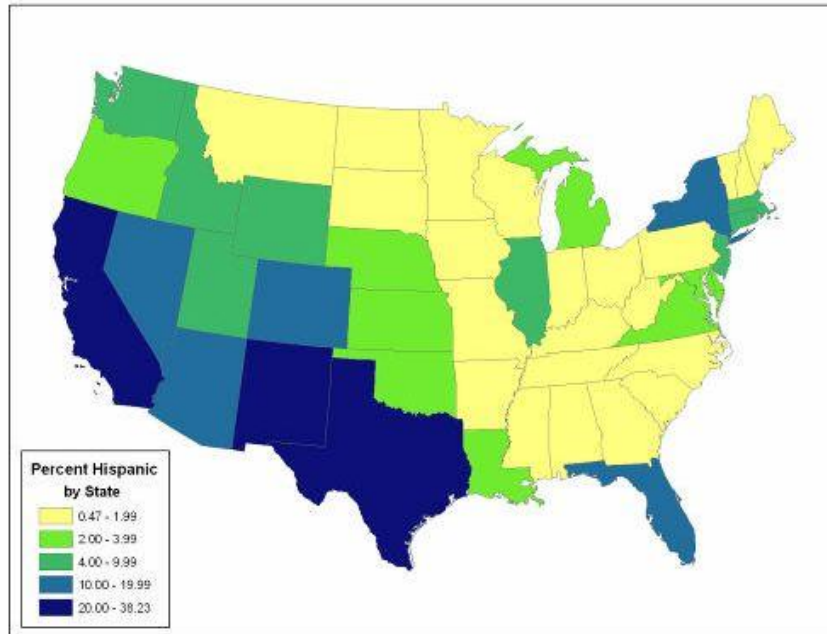 Percent Hispanic
by State
0.47 - 1.99
2.00 - 3.99
4.00 - 9.99
10.00 - 19.99
20.00 - 38.23